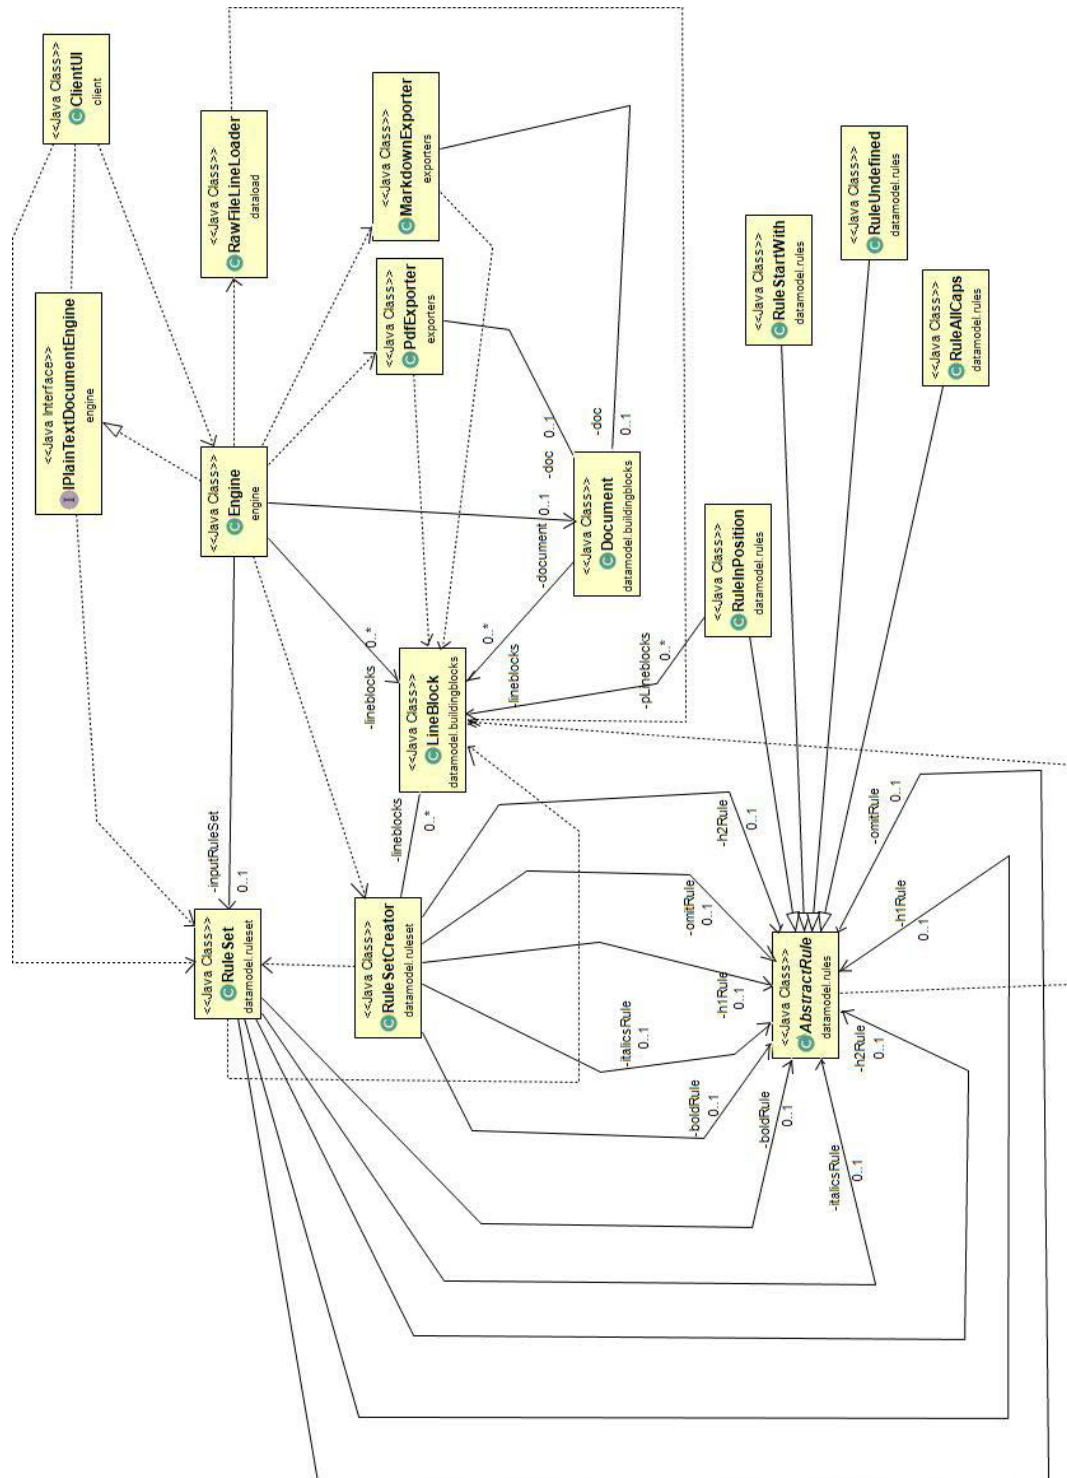 <<Java Class>>
ClientUI
client
<<Java Interface>>
IPlainTextDocumentEngine
engine
<<Java Class>>
RawFileLineLoader
dataload
<<Java Class>>
Engine
engine
<<Java Class>>
RuleSet
datamodel.ruleset
-inputRuleSet
0..1
<<Java Class>>
MarkdownExporter
exporters
<<Java Class>>
PdfExporter
exporters
<<Java Class>>
LineBlock
datamodel.buildingblocks
-lineblocks
0..*
-lineblocks
0..*
<<Java Class>>
RuleSetCreator
datamodel.ruleset
-doc
0..1
-doc
0..1
-document
0..1
<<Java Class>>
Document
datamodel.buildingblocks
-lineblocks
0..*
-pLineblocks
0..*
<<Java Class>>
RuleInPosition
datamodel.rules
<<Java Class>>
RuleStartWith
datamodel.rules
<<Java Class>>
RuleUndefined
datamodel.rules
<<Java Class>>
RuleAllCaps
datamodel.rules
-h2Rule
0..1
-omitRule
0..1
-h1Rule
0..1
-italicsRule
0..1
-boldRule
0..1
<<Java Class>>
AbstractRule
datamodel.rules
-omitRule
0..1
-h1Rule
0..1
-h2Rule
0..1
-boldRule
0..1
-italicsRule
0..1